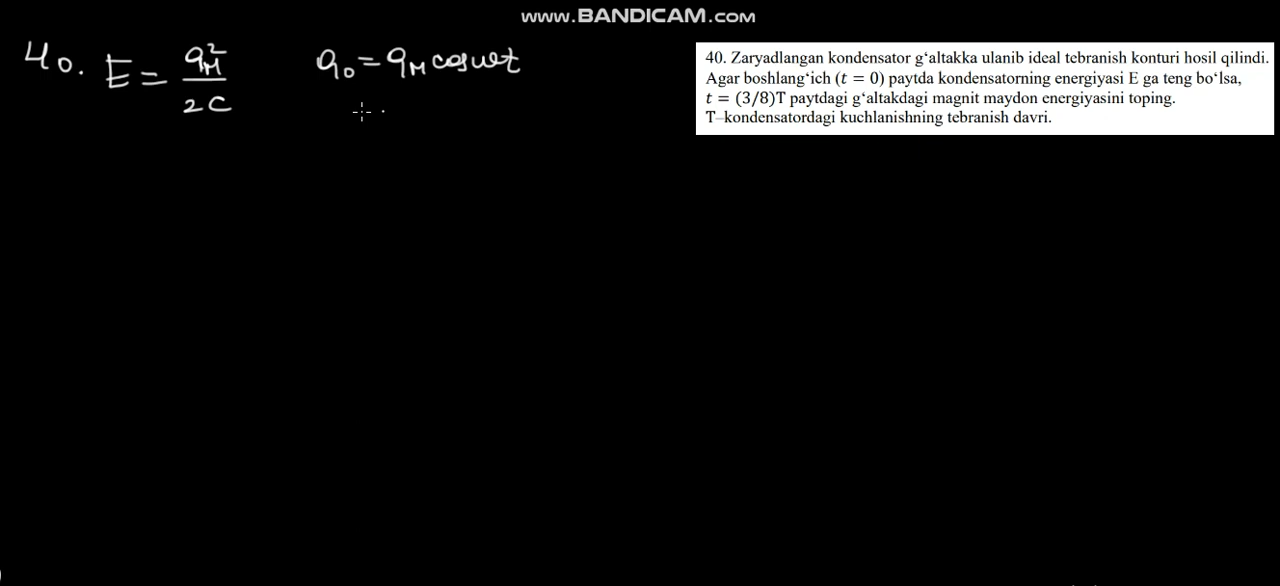 www.BANDICAM.com
40. E = q_M^2 / 2C
q_0 = q_M cos ωt
40. Zaryadlangan kondensator g‘altakka ulanib ideal tebranish konturi hosil qilindi.
Agar boshlang‘ich (t = 0) paytda kondensatorning energiyasi E ga teng bo‘lsa,
t = (3/8)T paytdagi g‘altakdagi magnit maydon energiyasini toping.
T–kondensatordagi kuchlanishning tebranish davri.